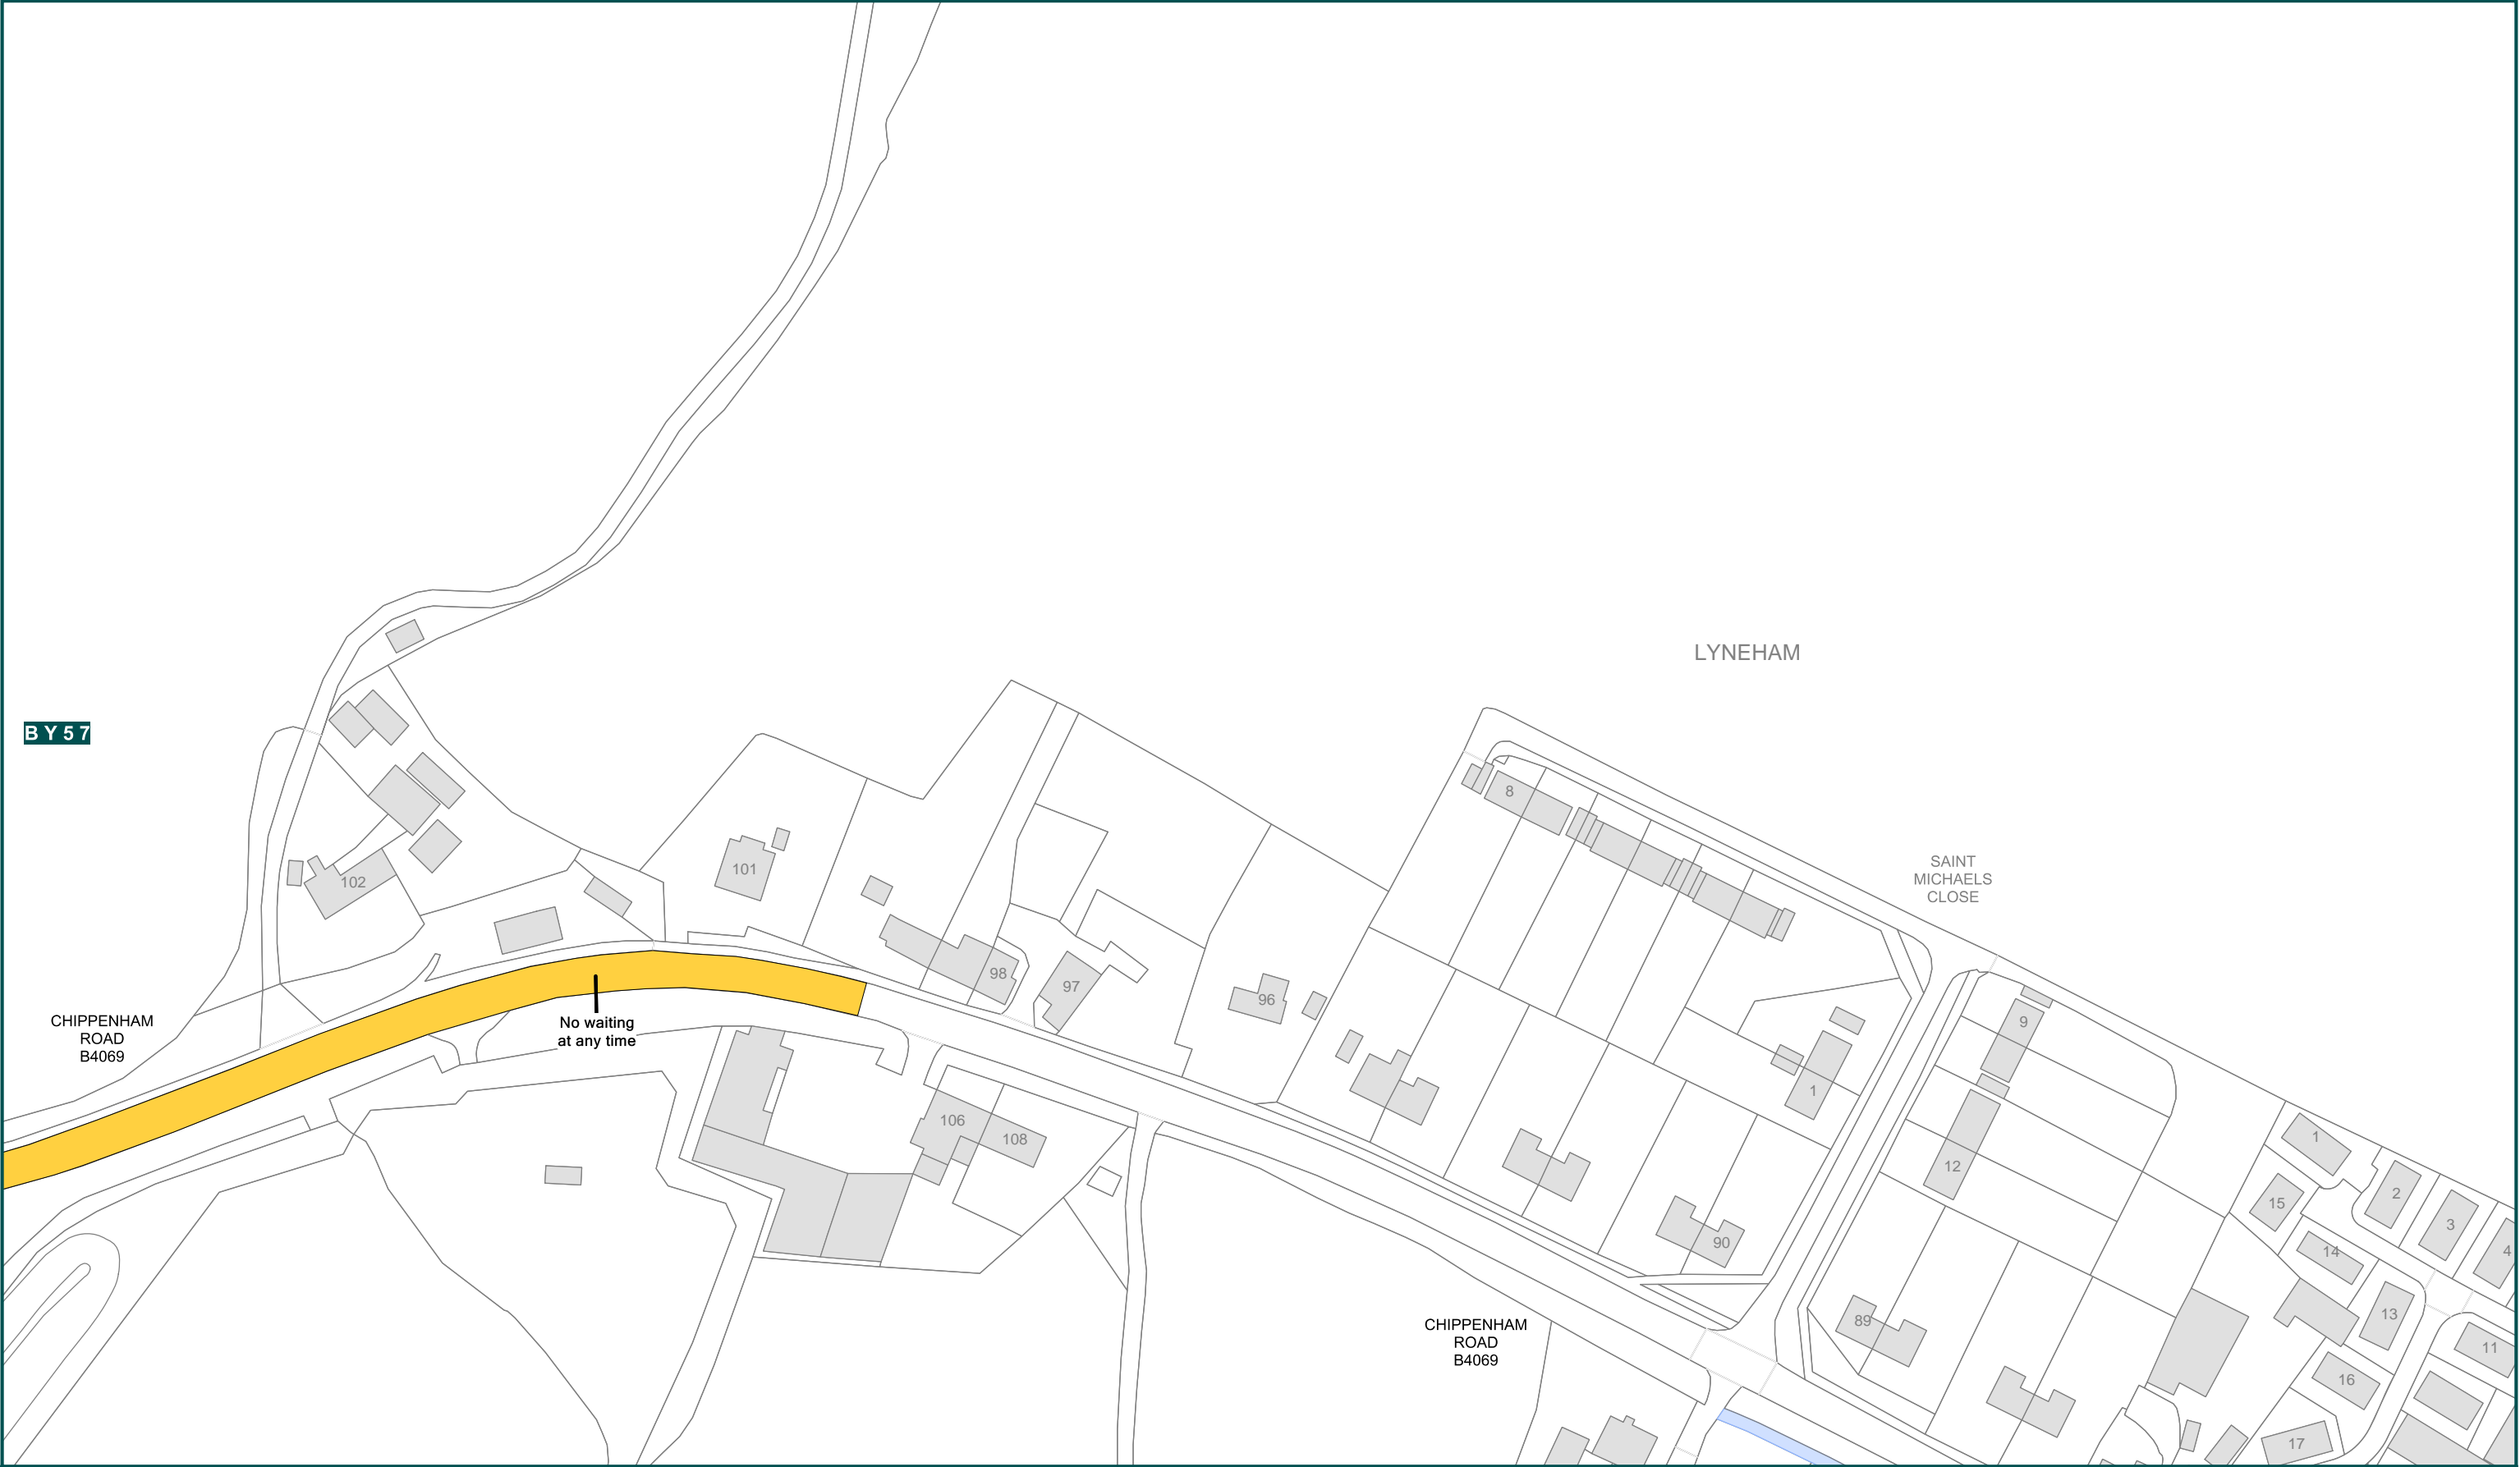 LYNEHAM
BY57
8
SAINT
MICHAELS
CLOSE
101
102
98
97
96
9
1
CHIPPENHAM
ROAD
B4069
No waiting
at any time
106
108
12
1
2
3
4
15
14
90
13
89
11
16
17
CHIPPENHAM
ROAD
B4069